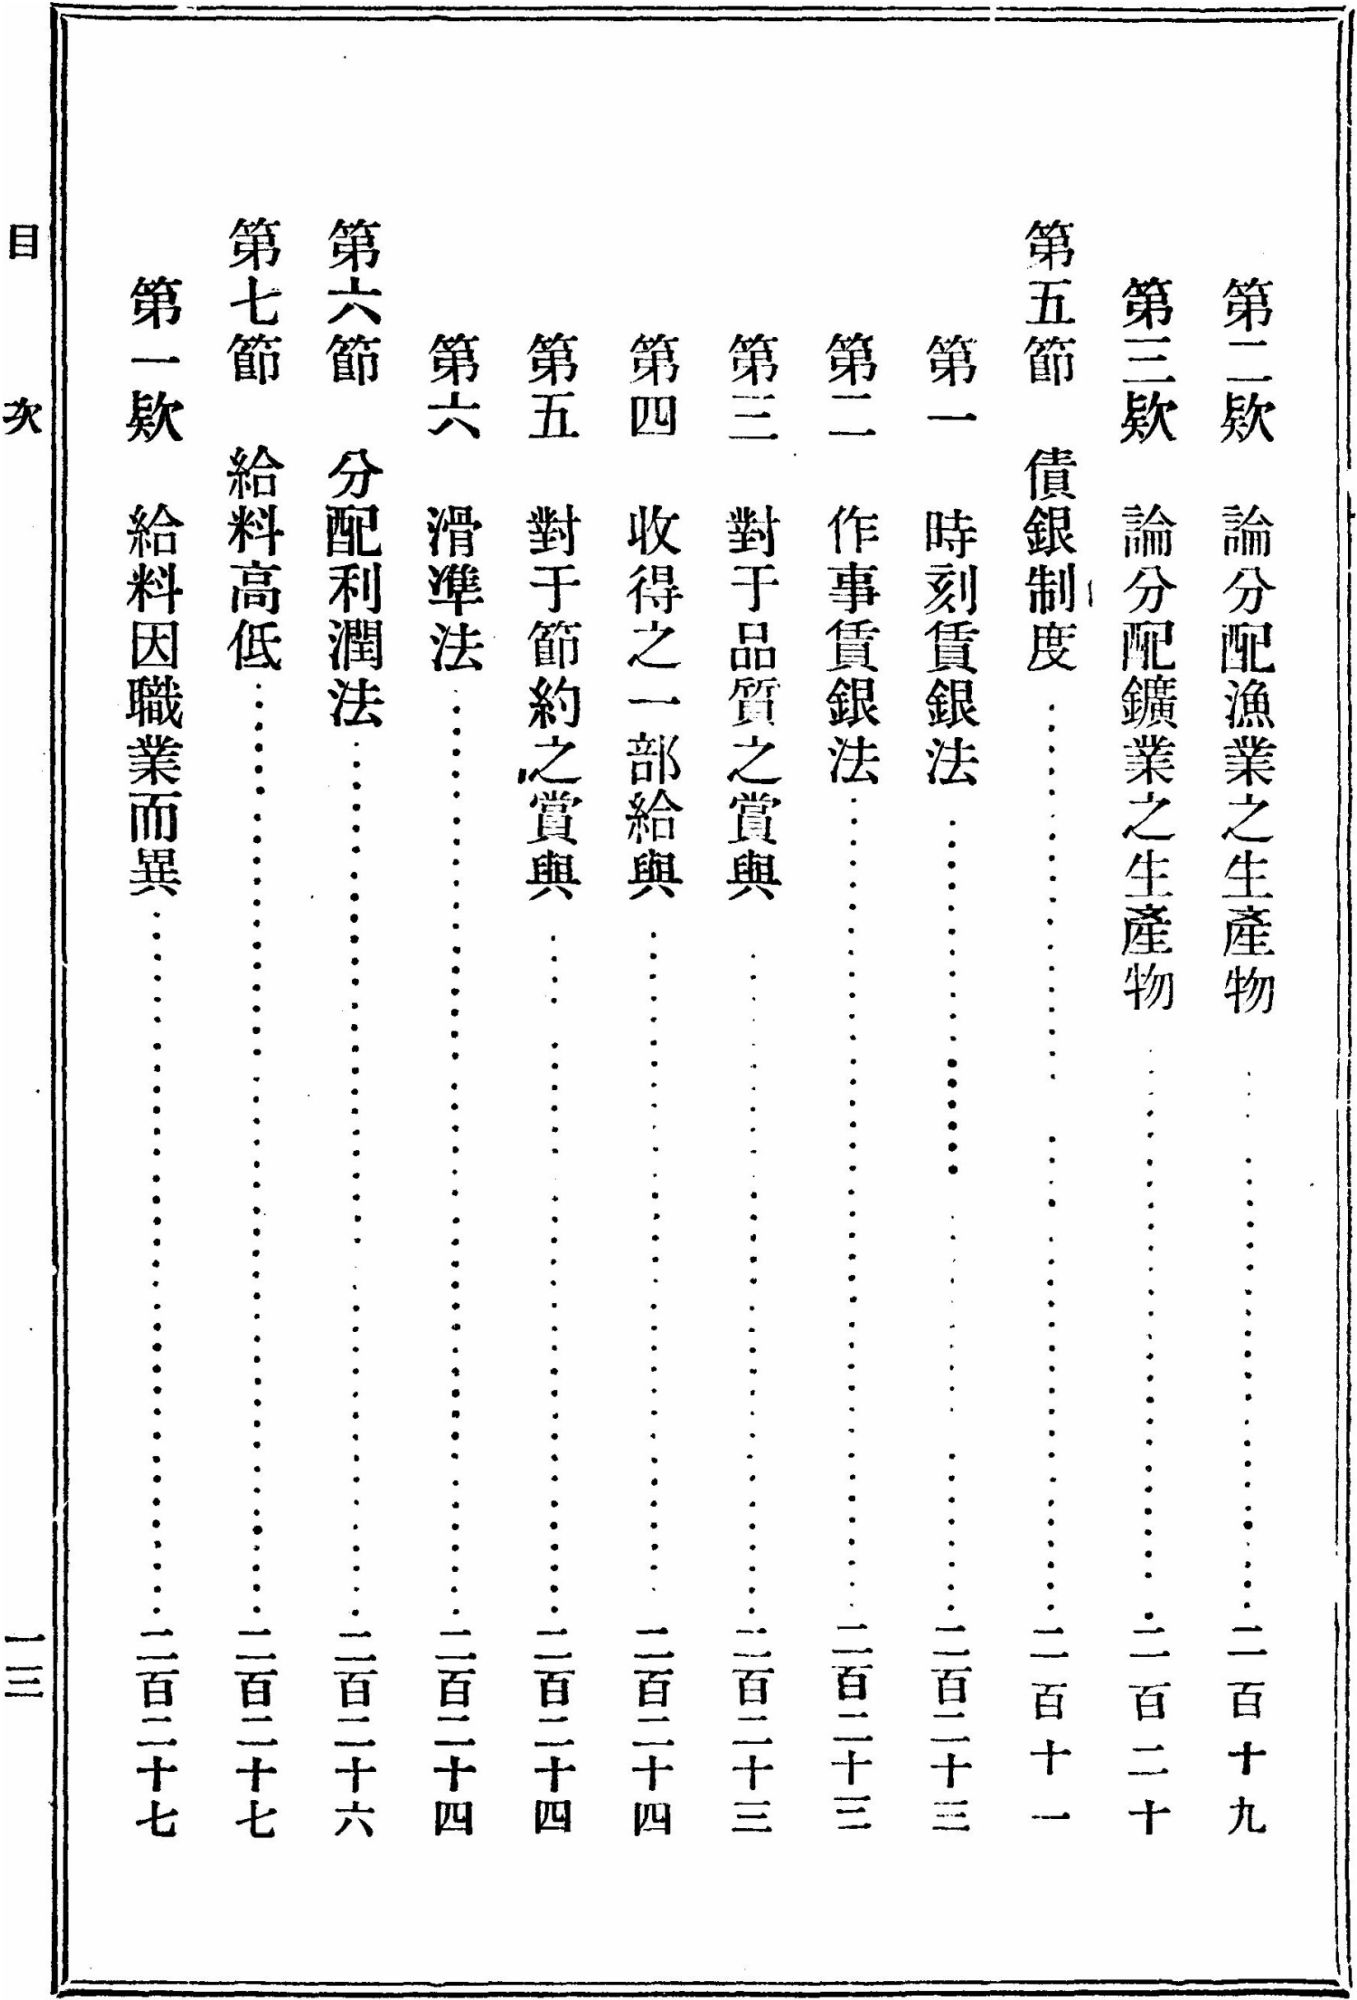 第二欵　論分配漁業之生產物……二百十九
第三欵　論分配鑛業之生產物……二百二十
第五節　債銀制度……二百十一
第一　時刻賃銀法……二百二十三
第二　作事賃銀法……二百二十三
第三　對于品質之賞與……二百二十三
第四　收得之一部給與……二百二十四
第五　對于節約之賞與……二百二十四
第六　滑準法……二百二十四
第六節　分配利潤法……二百二十六
第七節　給料高低……二百二十七
第一欵　給料因職業而異……二百二十七
目次
一三